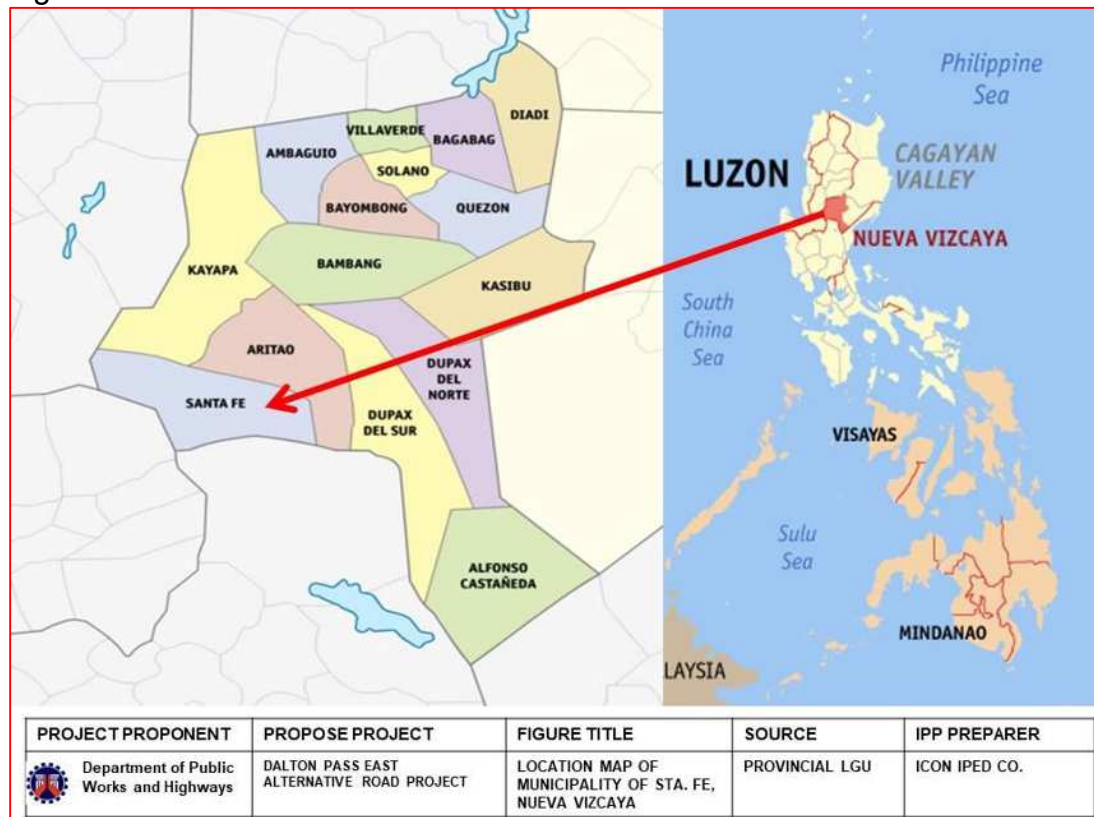 DIADI
VILLAVERDE
BAGABAG
AMBAGUIO
SOLANO
BAYOMBONG
QUEZON
KAYAPA
BAMBANG
KASIBU
ARITAO
SANTA FE
DUPAX
DEL
NORTE
DUPAX
DEL SUR
ALFONSO
CASTAÑEDA
Philippine
Sea
LUZON
CAGAYAN
VALLEY
NUEVA VIZCAYA
South
China
Sea
VISAYAS
Sulu
Sea
MINDANAO
LAYSIA
PROJECT PROPONENT
PROPOSE PROJECT
FIGURE TITLE
SOURCE
IPP PREPARER
Department of Public
Works and Highways
DALTON PASS EAST
ALTERNATIVE ROAD PROJECT
LOCATION MAP OF
MUNICIPALITY OF STA. FE,
NUEVA VIZCAYA
PROVINCIAL LGU
ICON IPED CO.